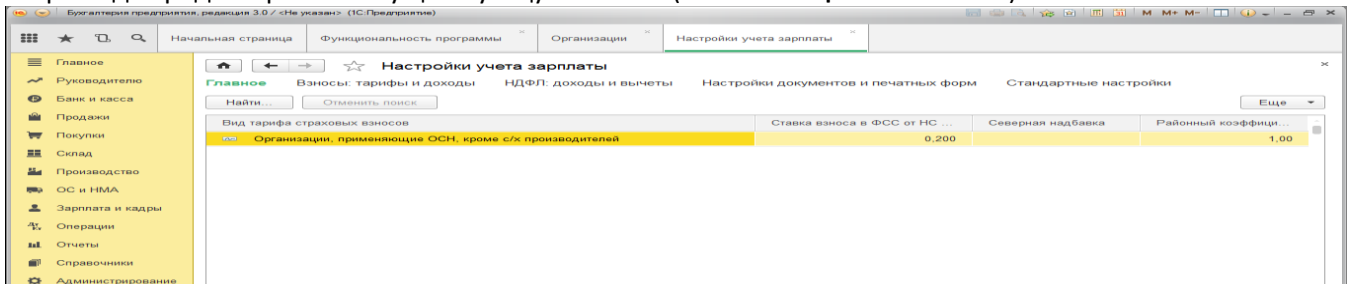 Бухгалтерия предприятия, редакция 3.0 / <Не указан> (1С:Предприятие)
M M+ M-
Начальная страница
Функциональность программы
Организации
Настройки учета зарплаты
Главное
Руководителю
Банк и касса
Продажи
Покупки
Склад
Производство
ОС и НМА
Зарплата и кадры
Операции
Отчеты
Справочники
Администрирование
Настройки учета зарплаты
Главное Взносы: тарифы и доходы НДФЛ: доходы и вычеты Настройки документов и печатных форм Стандартные настройки
Найти... Отменить поиск Еще
Вид тарифа страховых взносов Ставка взноса в ФСС от НС ... Северная надбавка Районный коэффици...
Организации, применяющие ОСН, кроме с/х производителей 0,200 1,00